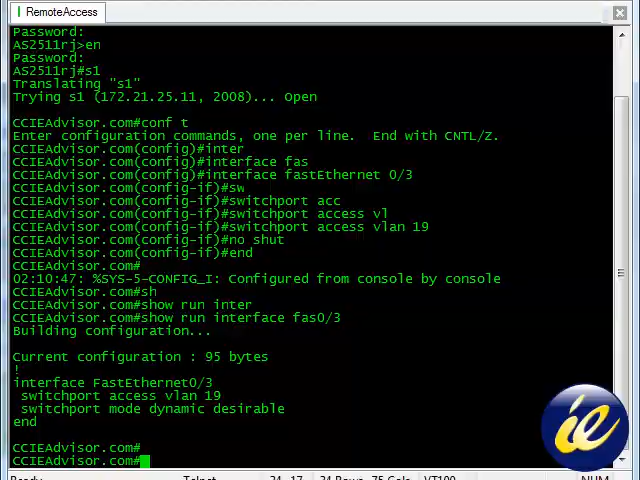 RemoteAccess
Password:
AS2511rj>en
Password:
AS2511rj#s1
Translating "s1"
Trying s1 (172.21.25.11, 2008)... Open
CCIEAdvisor.com#conf t
Enter configuration commands, one per line.  End with CNTL/Z.
CCIEAdvisor.com(config)#inter
CCIEAdvisor.com(config)#interface fas
CCIEAdvisor.com(config)#interface fastEthernet 0/3
CCIEAdvisor.com(config-if)#sw
CCIEAdvisor.com(config-if)#switchport acc
CCIEAdvisor.com(config-if)#switchport access vl
CCIEAdvisor.com(config-if)#switchport access vlan 19
CCIEAdvisor.com(config-if)#no shut
CCIEAdvisor.com(config-if)#end
CCIEAdvisor.com#
02:10:47: %SYS-5-CONFIG_I: Configured from console by console
CCIEAdvisor.com#sh
CCIEAdvisor.com#show run inter
CCIEAdvisor.com#show run interface fas0/3
Building configuration...
Current configuration : 95 bytes
!
interface FastEthernet0/3
switchport access vlan 19
switchport mode dynamic desirable
end
CCIEAdvisor.com#
CCIEAdvisor.com#
ie
Ready Telnet 34, 17 34 Rows, 75 Cols VT100 NUM